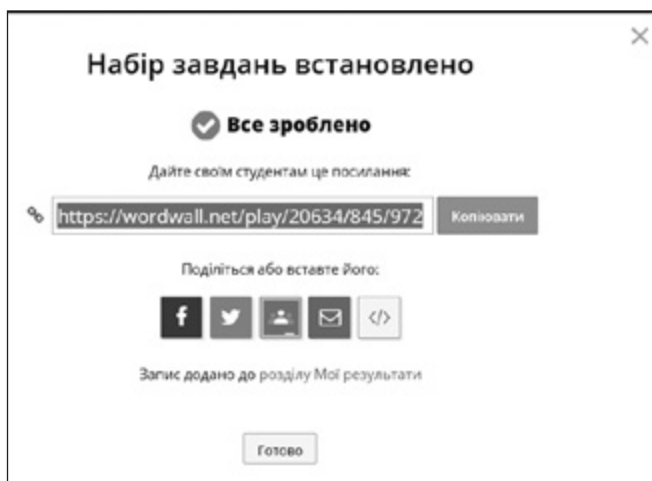 Набір завдань встановлено
Все зроблено
Дайте своїм студентам це посилання:
https://wordwall.net/play/20634/845/972 Копіювати
Поділіться або вставте його:
Запис додано до розділу Мої результати
Готово